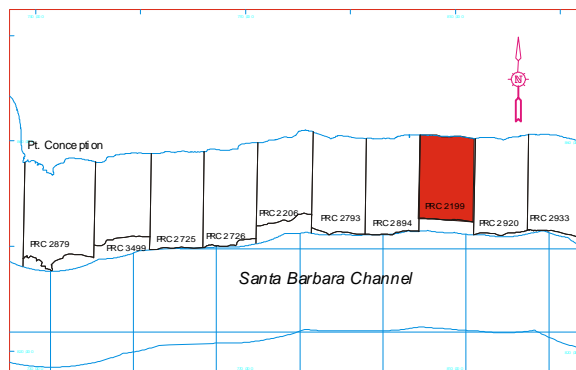 Pt. Conception
N
PRC 2879
PRC 3499
PRC 2725
PRC 2726
PRC 2206
PRC 2793
PRC 2894
PRC 2199
PRC 2920
PRC 2933
Santa Barbara Channel